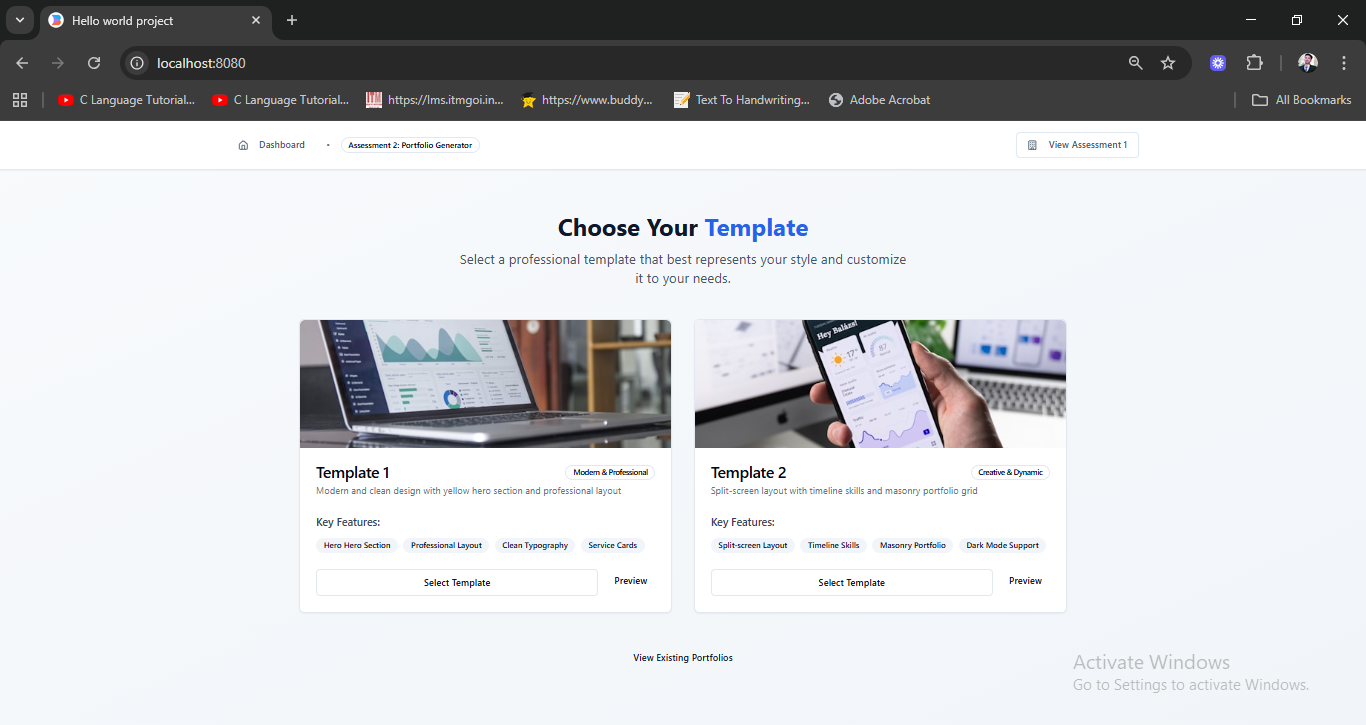 Hello world project
localhost:8080
C Language Tutorial...
C Language Tutorial...
https://lms.itmgoi.in...
https://www.buddy...
Text To Handwriting...
Adobe Acrobat
All Bookmarks
Dashboard
Assessment 2: Portfolio Generator
View Assessment 1
Choose Your Template
Select a professional template that best represents your style and customize
it to your needs.
Hey Balázs!
Template 1
Modern & Professional
Modern and clean design with yellow hero section and professional layout
Key Features:
Hero Hero Section
Professional Layout
Clean Typography
Service Cards
Select Template
Preview
Template 2
Creative & Dynamic
Split-screen layout with timeline skills and masonry portfolio grid
Key Features:
Split-screen Layout
Timeline Skills
Masonry Portfolio
Dark Mode Support
Select Template
Preview
View Existing Portfolios
Activate Windows
Go to Settings to activate Windows.